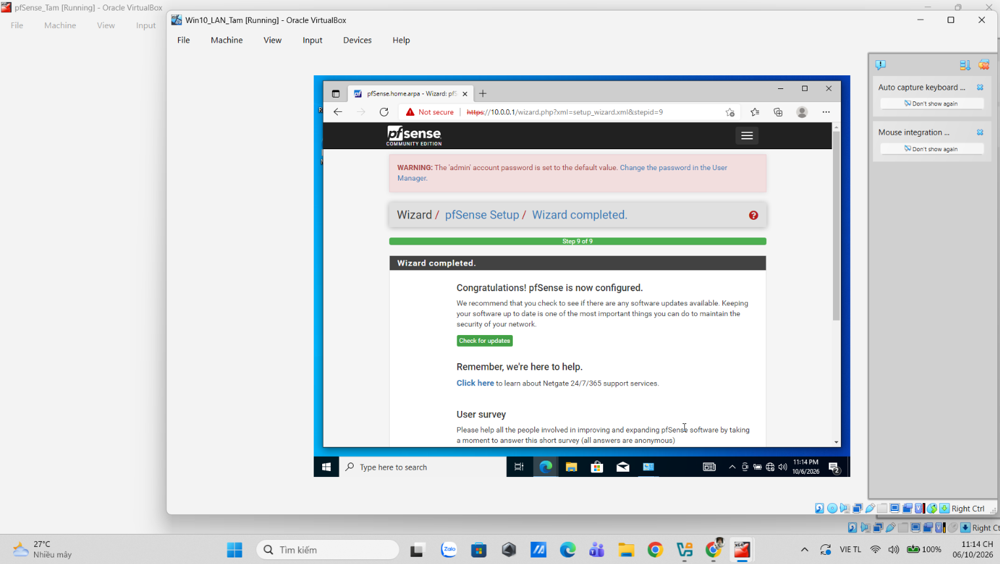 pfSense_Tam [Running] - Oracle VirtualBox
File Machine View Input
Win10_LAN_Tam [Running] - Oracle VirtualBox
File Machine View Input Devices Help
Auto capture keyboard ...
Don't show again
Mouse integration ...
Don't show again
pfSense.home.arpa - Wizard: pfS
Not secure https://10.0.0.1/wizard.php?xml=setup_wizard.xml&stepid=9
pfsense
COMMUNITY EDITION
WARNING: The 'admin' account password is set to the default value. Change the password in the User
Manager.
Wizard / pfSense Setup / Wizard completed.
Step 9 of 9
Wizard completed.
Congratulations! pfSense is now configured.
We recommend that you check to see if there are any software updates available. Keeping
your software up to date is one of the most important things you can do to maintain the
security of your network.
Check for updates
Remember, we're here to help.
Click here to learn about Netgate 24/7/365 support services.
User survey
Please help all the people involved in improving and expanding pfSense software by taking
a moment to answer this short survey (all answers are anonymous)
Type here to search
11:14 PM
10/6/2026
2
Right Ctrl
Right Ct
27°C
Nhiều mây
Tìm kiếm
Zalo
VIE TL
100%
11:14 CH
06/10/2026